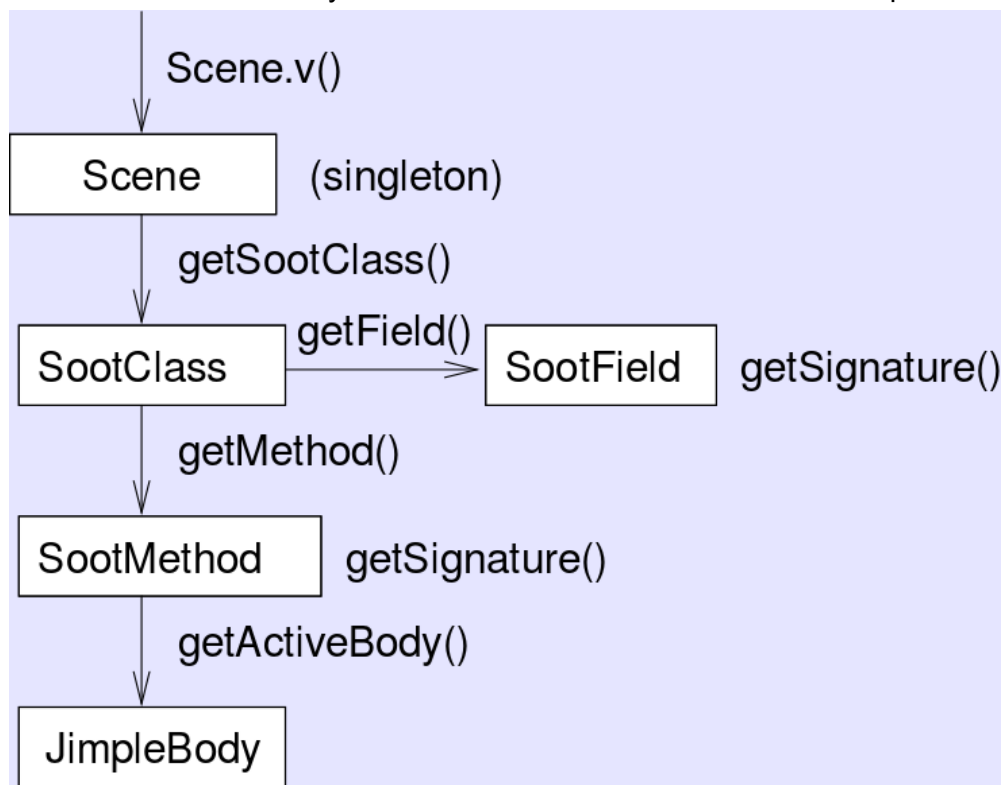 Scene.v()
Scene (singleton)
getSootClass()
getField()
SootClass SootField getSignature()
getMethod()
SootMethod getSignature()
getActiveBody()
JimpleBody